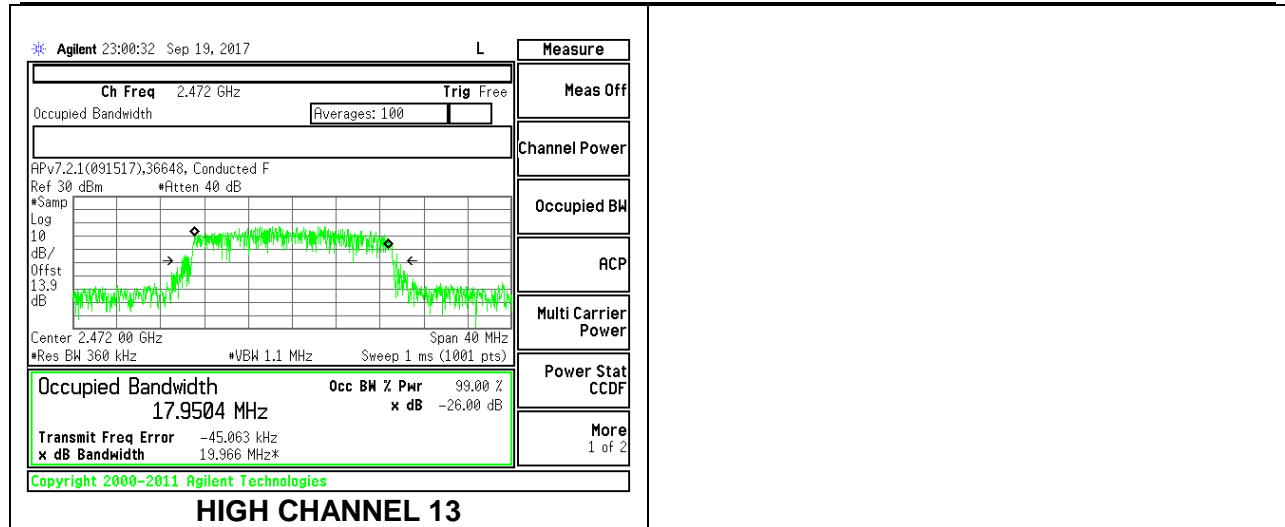 Agilent 23:00:32 Sep 19, 2017 L
Measure
Ch Freq 2.472 GHz Trig Free
Meas Off
Occupied Bandwidth Averages: 100
Channel Power
APv7.2.1(091517),36648, Conducted F
Ref 30 dBm #Atten 40 dB
#Samp
Occupied BW
Log
10
dB/
ACP
Offst
13.9
dB
Multi Carrier
Power
Center 2.472 00 GHz Span 40 MHz
#Res BW 360 kHz #VBW 1.1 MHz Sweep 1 ms (1001 pts)
Power Stat
CCDF
Occupied Bandwidth Occ BW % Pwr 99.00 %
17.9504 MHz x dB -26.00 dB
More
1 of 2
Transmit Freq Error -45.063 kHz
x dB Bandwidth 19.966 MHz*
Copyright 2000-2011 Agilent Technologies
HIGH CHANNEL 13